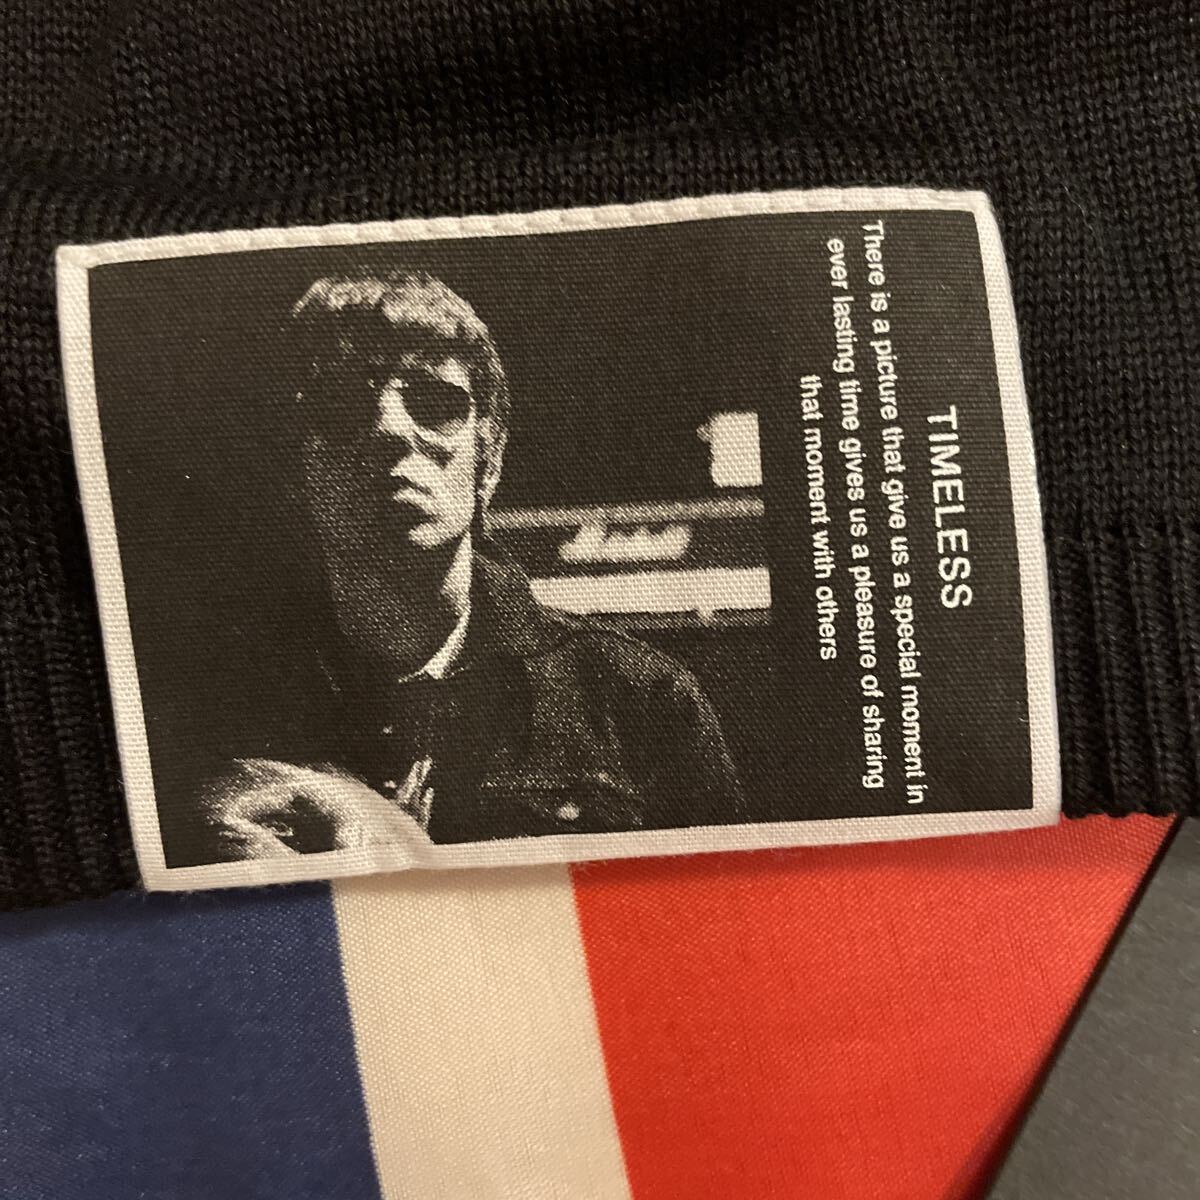 TIMELESS
There is a picture that give us a special moment in
ever lasting time gives us a pleasure of sharing
that moment with others